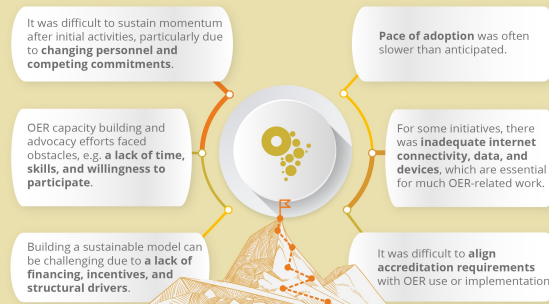 It was difficult to sustain momentum
after initial activities, particularly due
to changing personnel and
competing commitments.
Pace of adoption was often
slower than anticipated.
OER capacity building and
advocacy efforts faced
obstacles, e.g. a lack of time,
skills, and willingness to
participate.
For some initiatives, there
was inadequate internet
connectivity, data, and
devices, which are essential
for much OER-related work.
Building a sustainable model can
be challenging due to a lack of
financing, incentives, and
structural drivers.
It was difficult to align
accreditation requirements
with OER use or implementation